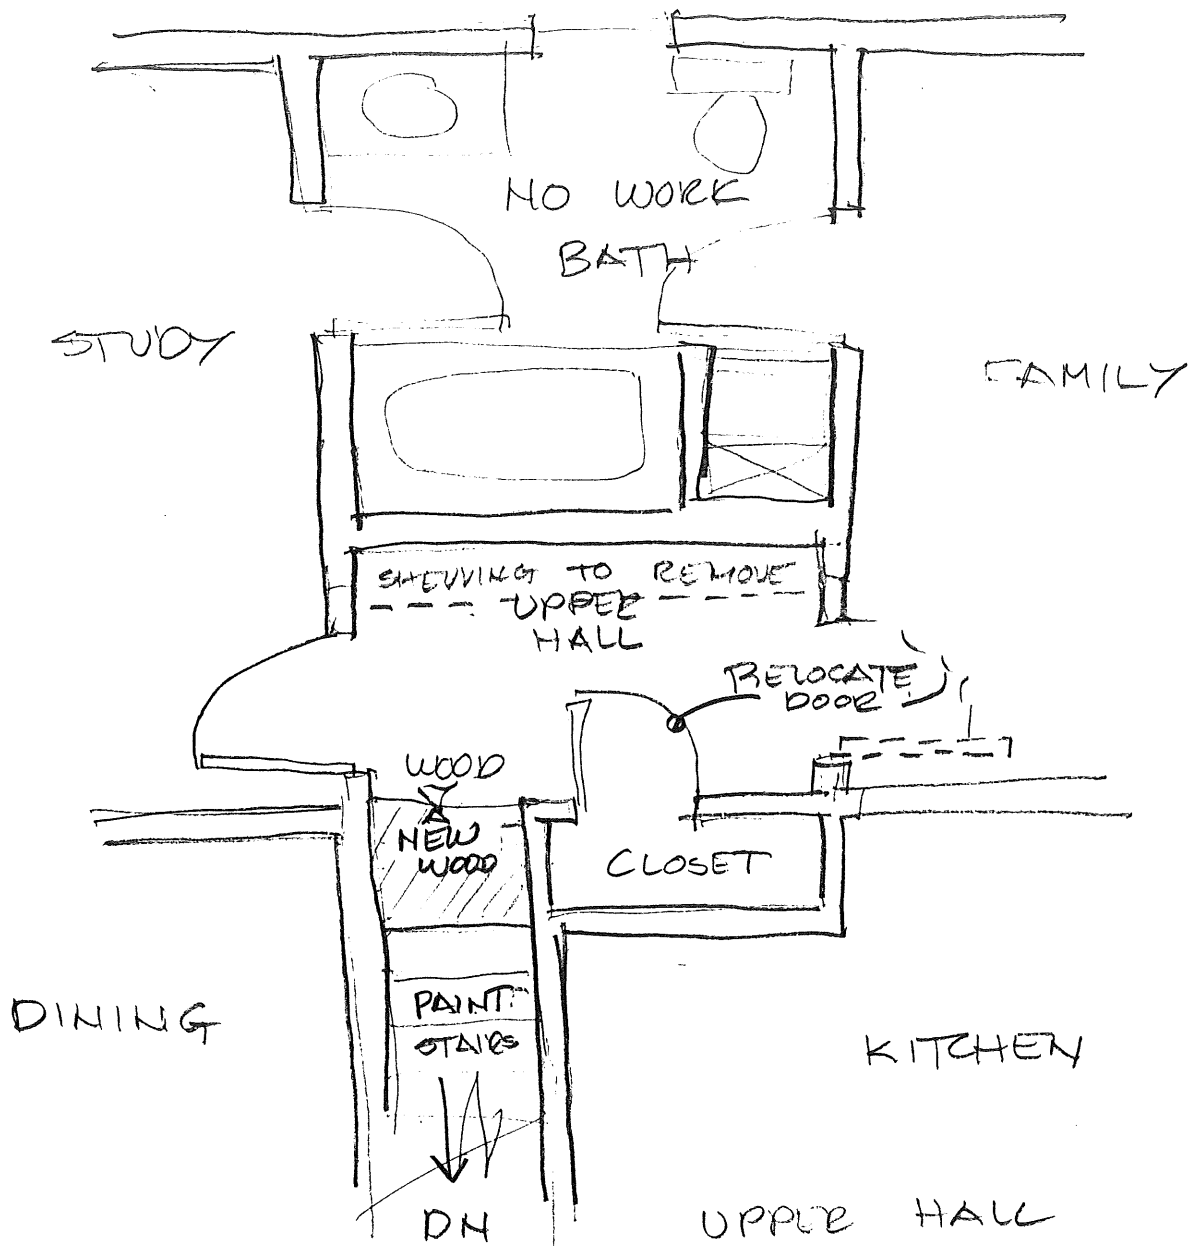 NO WORK
BATH
STUDY
FAMILY
SHELVING TO REMOVE
UPPER
HALL
RELOCATE
DOOR
WOOD
NEW
WOOD
CLOSET
DINING
PAINT
STAIRS
KITCHEN
DN
UPPER HALL